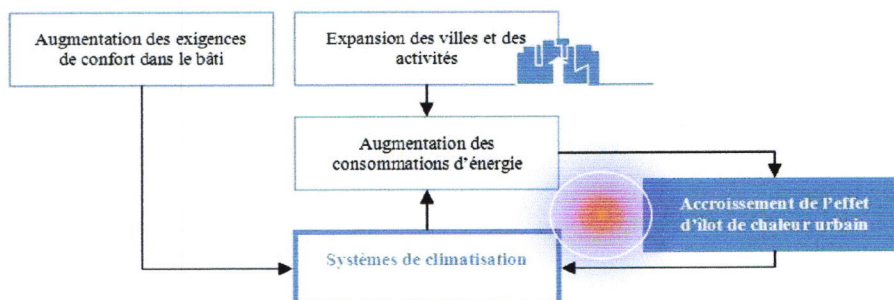 Augmentation des exigences
de confort dans le bâti
Expansion des villes et des
activités
Augmentation des
consommations d'énergie
Accroissement de l'effet
d'îlot de chaleur urbain
Systèmes de climatisation